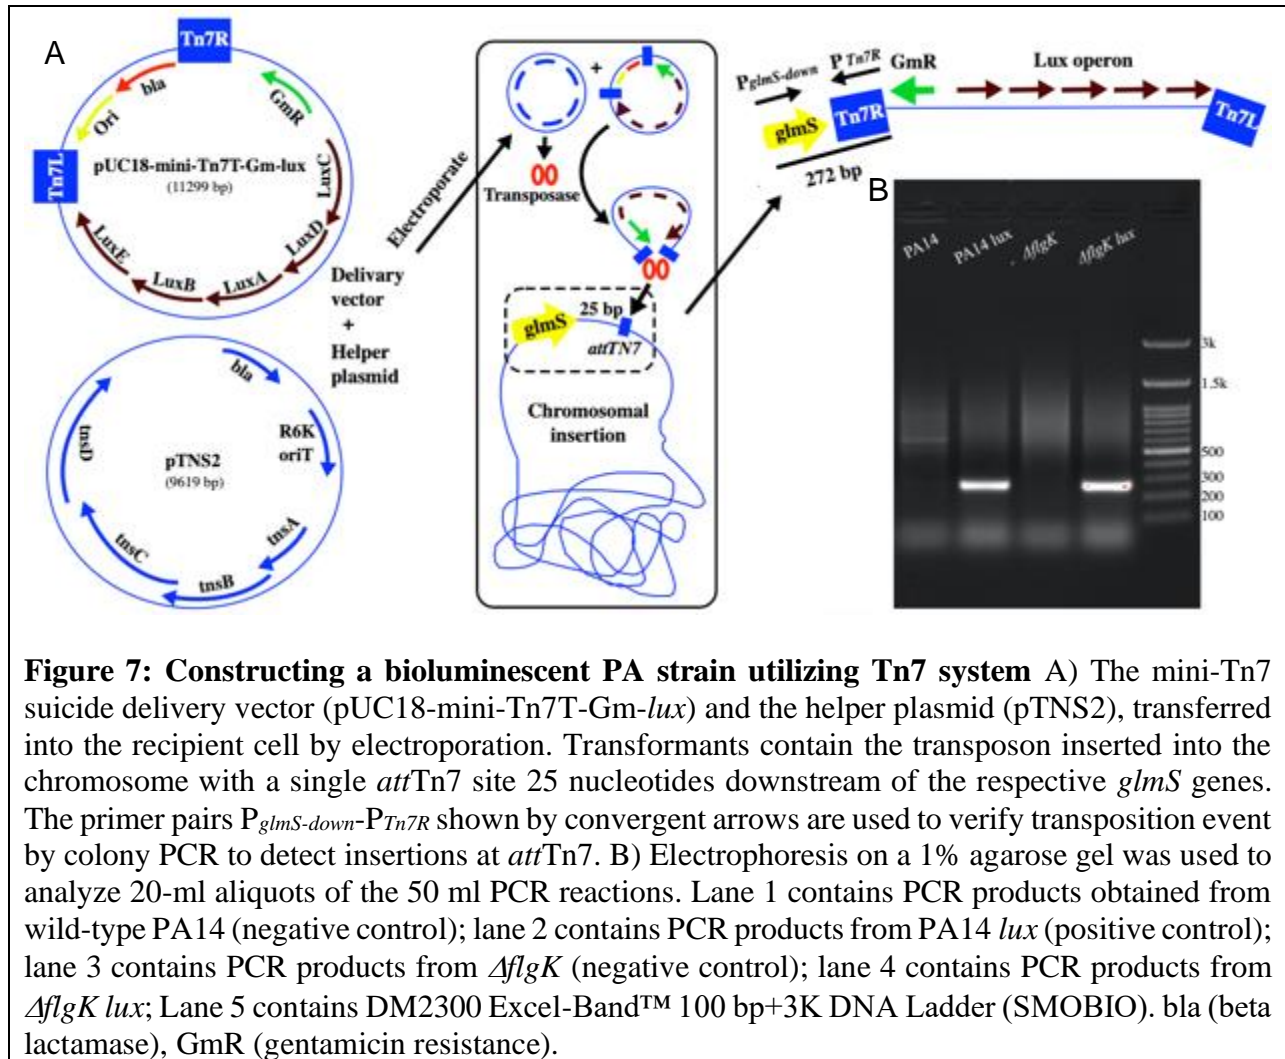 A
Tn7R
bla
GmR
Ori
Tn7L
pUC18-mini-Tn7T-Gm-lux
(11299 bp)
LuxC
LuxD
LuxA
LuxB
LuxE
Delivary
vector
+
Helper
plasmid
Electroporate
bla
R6K
oriT
tnsD
pTNS2
(9619 bp)
tnsA
tnsC
tnsB
+
Transposase
25 bp
glmS
attTN7
Chromosomal
insertion
PglmS-down
PTn7R
GmR
Lux operon
glmS
Tn7R
Tn7L
272 bp
B
PA14
PA14 lux
ΔflgK
ΔflgK lux
3k
1.5k
500
300
200
100
Figure 7: Constructing a bioluminescent PA strain utilizing Tn7 system A) The mini-Tn7
suicide delivery vector (pUC18-mini-Tn7T-Gm-lux) and the helper plasmid (pTNS2), transferred
into the recipient cell by electroporation. Transformants contain the transposon inserted into the
chromosome with a single attTn7 site 25 nucleotides downstream of the respective glmS genes.
The primer pairs PglmS-down-PTn7R shown by convergent arrows are used to verify transposition event
by colony PCR to detect insertions at attTn7. B) Electrophoresis on a 1% agarose gel was used to
analyze 20-ml aliquots of the 50 ml PCR reactions. Lane 1 contains PCR products obtained from
wild-type PA14 (negative control); lane 2 contains PCR products from PA14 lux (positive control);
lane 3 contains PCR products from ΔflgK (negative control); lane 4 contains PCR products from
ΔflgK lux; Lane 5 contains DM2300 Excel-Band™ 100 bp+3K DNA Ladder (SMOBIO). bla (beta
lactamase), GmR (gentamicin resistance).